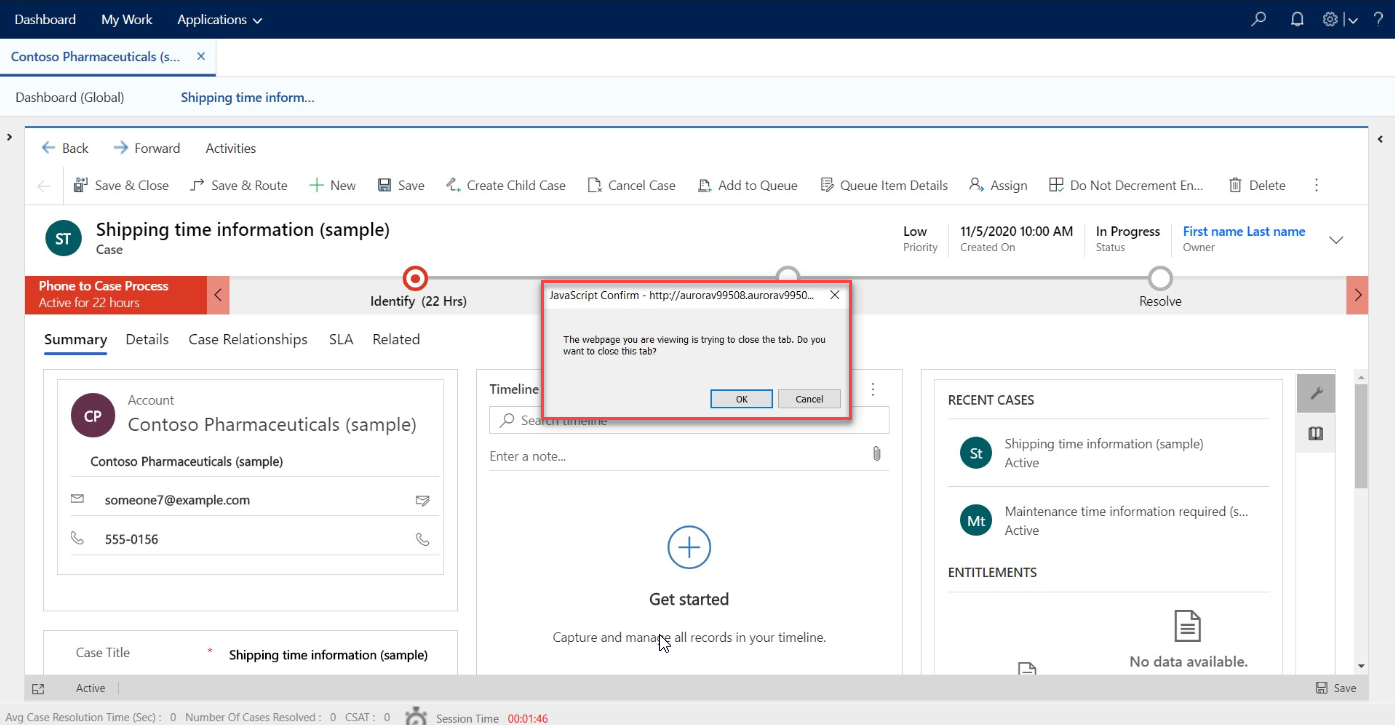 Dashboard My Work Applications ?
Contoso Pharmaceuticals (s...
Dashboard (Global) Shipping time inform...
Back Forward Activities
Save & Close Save & Route New Save Create Child Case Cancel Case Add to Queue Queue Item Details Assign Do Not Decrement En... Delete
ST
Shipping time information (sample)
Case
Low
Priority
11/5/2020 10:00 AM
Created On
In Progress
Status
First name Last name
Owner
Phone to Case Process
Active for 22 hours
Identify (22 Hrs)
Resolve
JavaScript Confirm - http://aurorav99508.aurorav9950...
The webpage you are viewing is trying to close the tab. Do you
want to close this tab?
OK Cancel
Summary Details Case Relationships SLA Related
CP
Account
Contoso Pharmaceuticals (sample)
Contoso Pharmaceuticals (sample)
someone7@example.com
555-0156
Case Title * Shipping time information (sample)
Timeline
Search timeline
Enter a note...
Get started
Capture and manage all records in your timeline.
RECENT CASES
St
Shipping time information (sample)
Active
Mt
Maintenance time information required (s...
Active
ENTITLEMENTS
No data available.
Active
Save
Avg Case Resolution Time (Sec) : 0 Number Of Cases Resolved : 0 CSAT : 0 Session Time 00:01:46